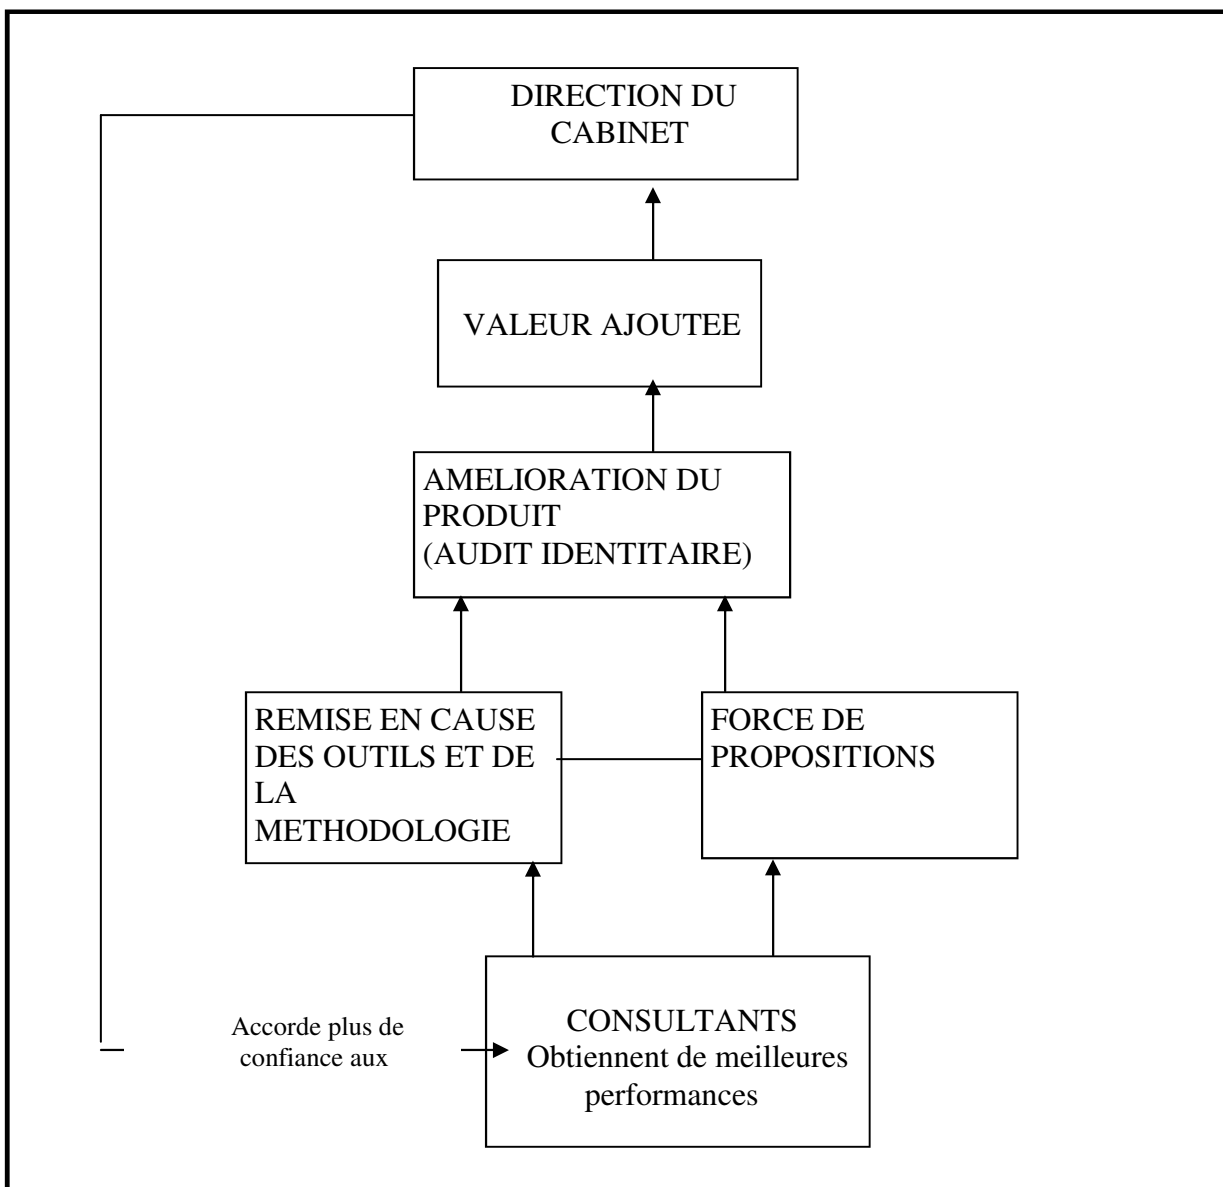 DIRECTION DU
CABINET
VALEUR AJOUTEE
AMELIORATION DU
PRODUIT
(AUDIT IDENTITAIRE)
REMISE EN CAUSE
DES OUTILS ET DE
LA
METHODOLOGIE
FORCE DE
PROPOSITIONS
Accorde plus de
confiance aux
CONSULTANTS
Obtiennent de meilleures
performances